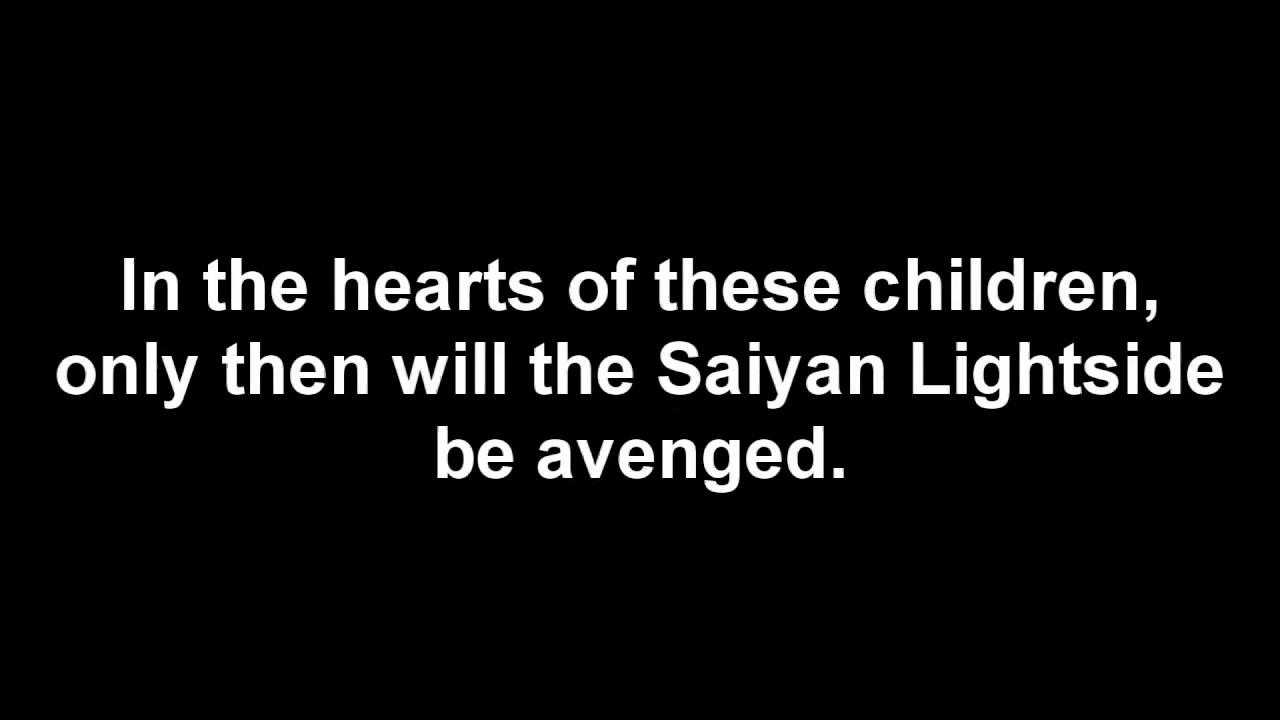 In the hearts of these children,
only then will the Saiyan Lightside
be avenged.